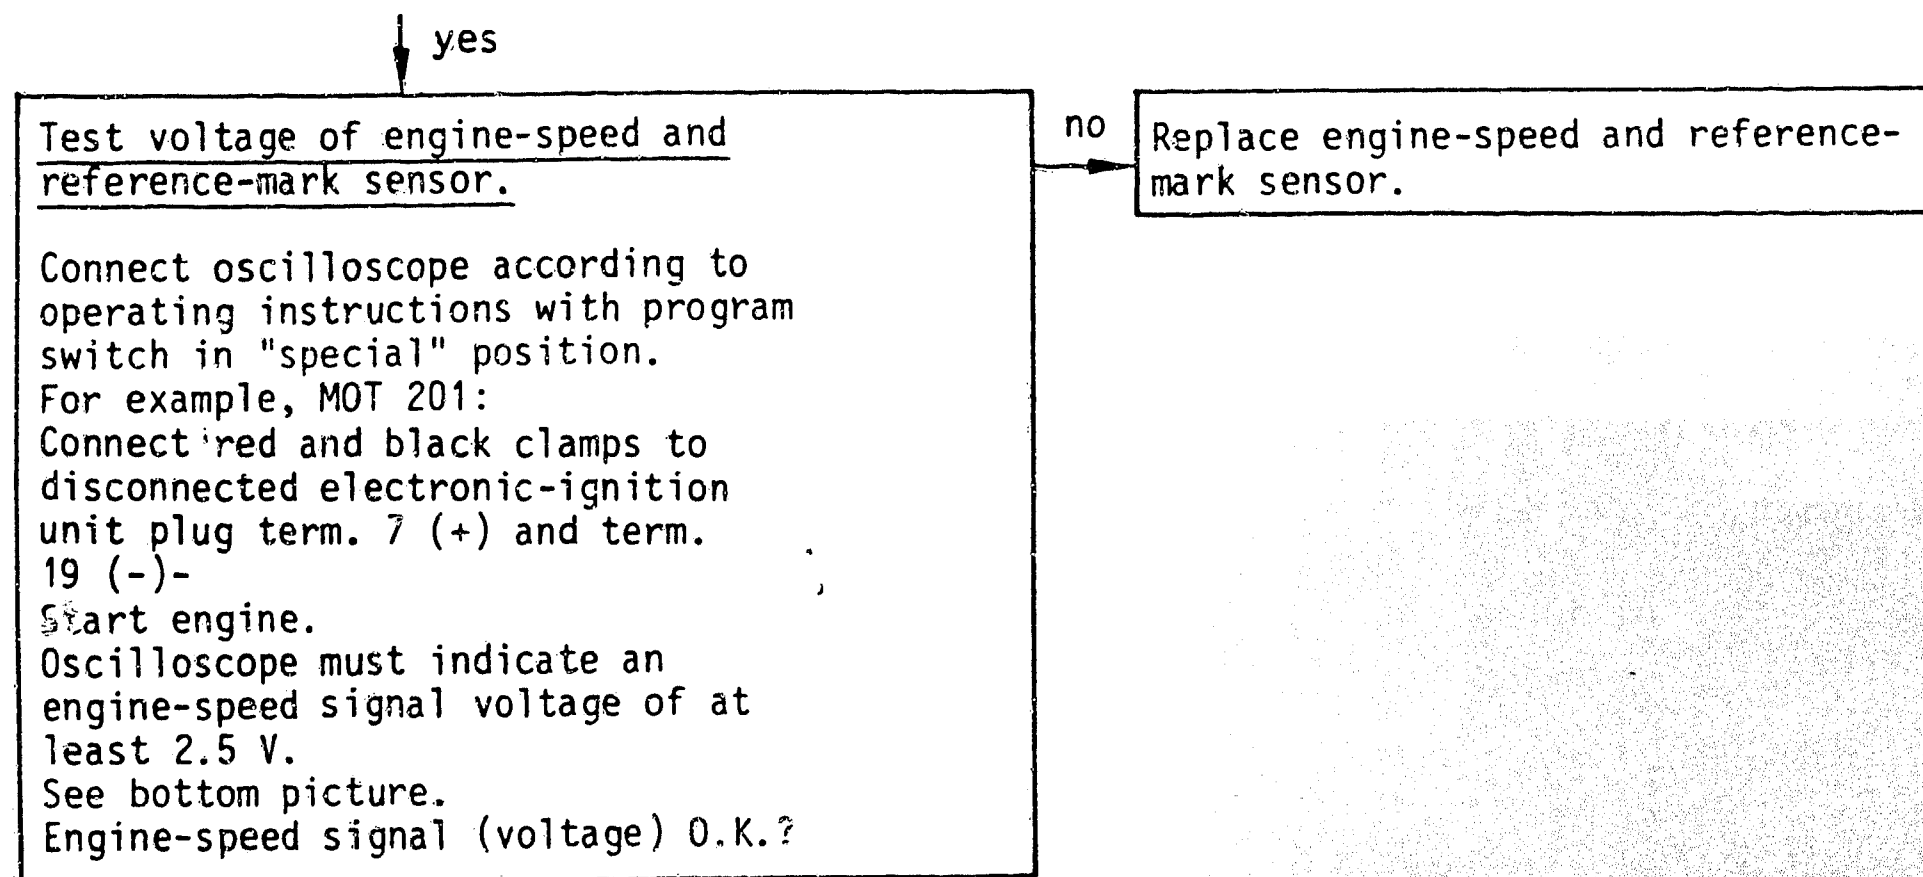 yes
Test voltage of engine-speed and
reference-mark sensor.
Connect oscilloscope according to
operating instructions with program
switch in "special" position.
For example, MOT 201:
Connect red and black clamps to
disconnected electronic-ignition
unit plug term. 7 (+) and term.
19 (-)-
Start engine.
Oscilloscope must indicate an
engine-speed signal voltage of at
least 2.5 V.
See bottom picture.
Engine-speed signal (voltage) O.K.?
no
Replace engine-speed and reference-
mark sensor.